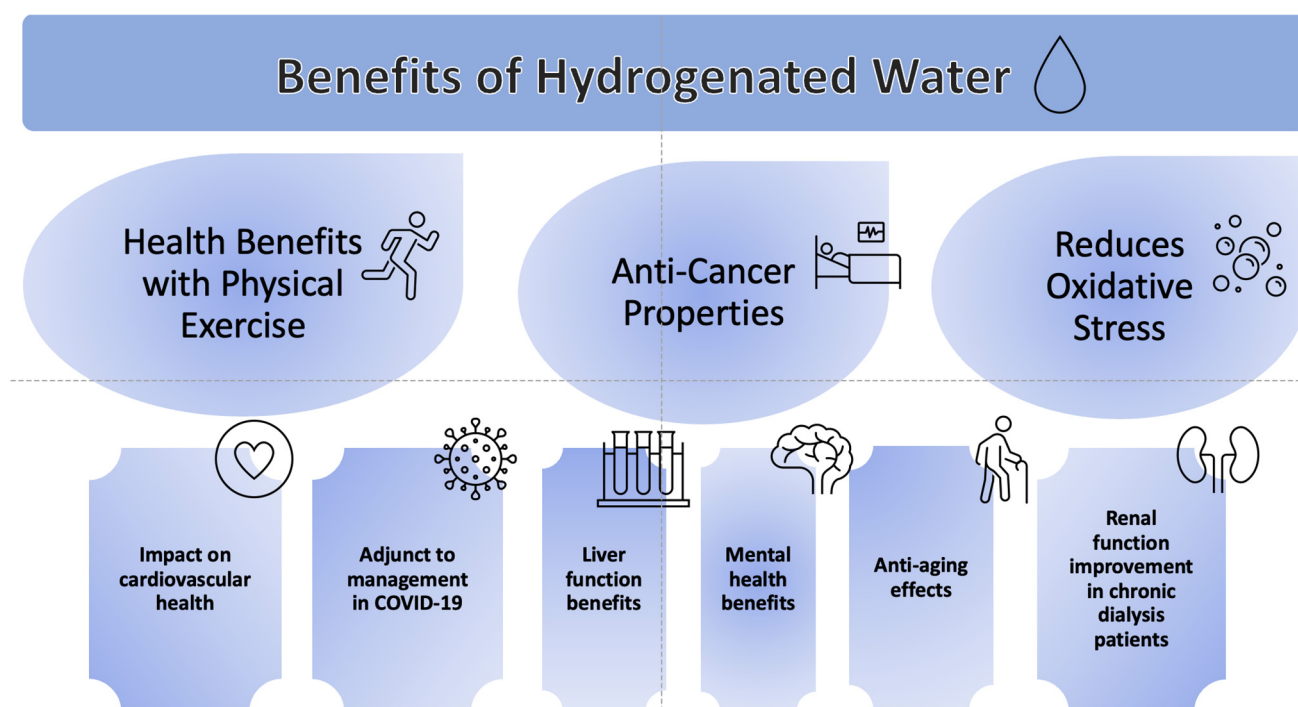 Benefits of Hydrogenated Water
Health Benefits
with Physical
Exercise
Anti-Cancer
Properties
Reduces
Oxidative
Stress
Impact on
cardiovascular
health
Adjunct to
management
in COVID-19
Liver
function
benefits
Mental
health
benefits
Anti-aging
effects
Renal
function
improvement
in chronic
dialysis
patients